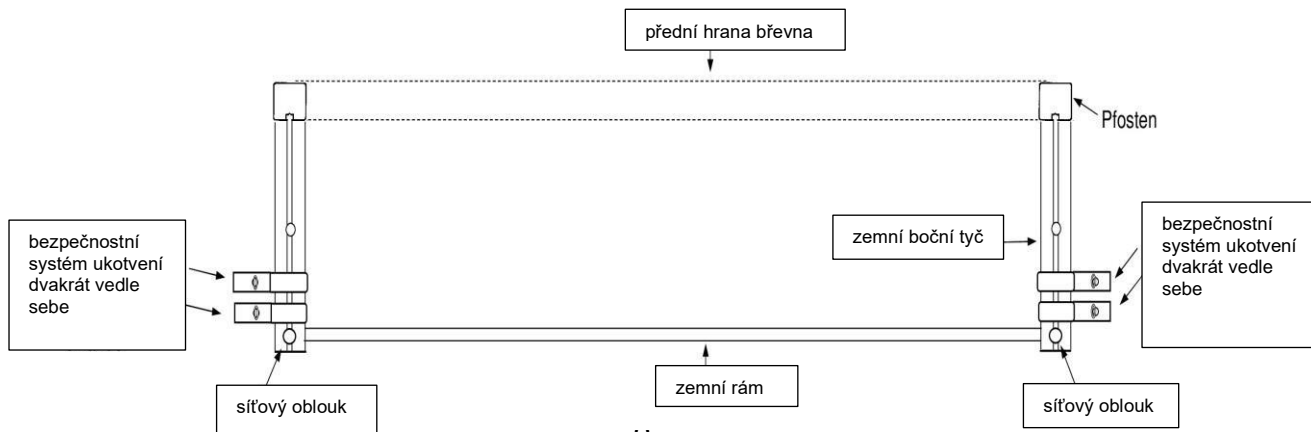 přední hrana břevna
Pfosten
bezpečnostní
systém ukotvení
dvakrát vedle
sebe
zemní boční tyč
bezpečnostní
systém ukotvení
dvakrát vedle
sebe
síťový oblouk
zemní rám
síťový oblouk